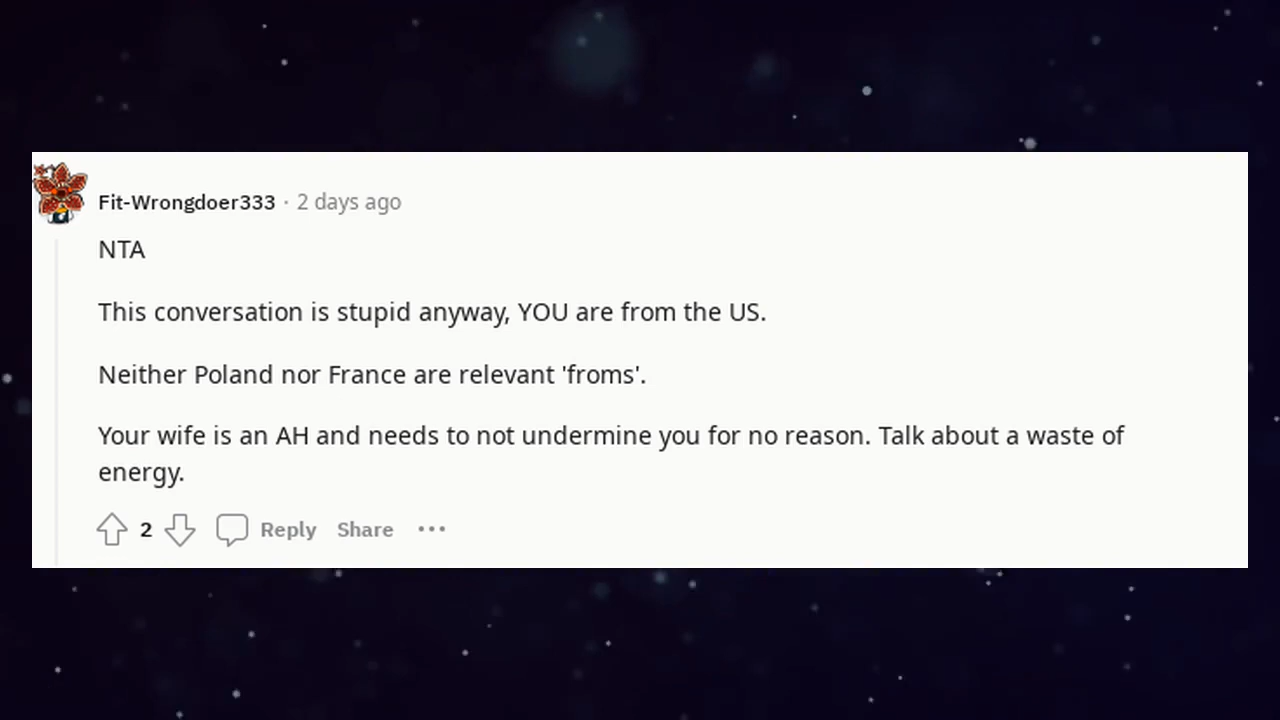 Fit-Wrongdoer333 · 2 days ago
NTA
This conversation is stupid anyway, YOU are from the US.
Neither Poland nor France are relevant 'froms'.
Your wife is an AH and needs to not undermine you for no reason. Talk about a waste of
energy.
2 Reply Share •••